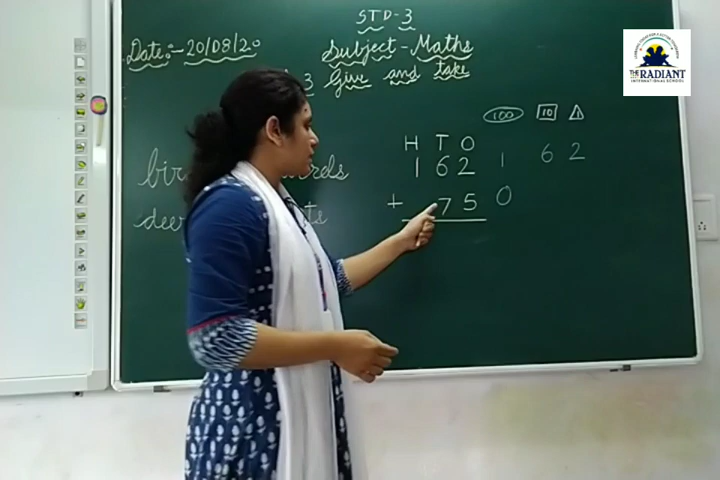 STD-3
Date:- 20/08/20
Subject - Maths
3 Give and take
THE RADIANT
INTERNATIONAL SCHOOL
100 10 1
H T O
1 6 2 1 6 2
+ 7 5 0